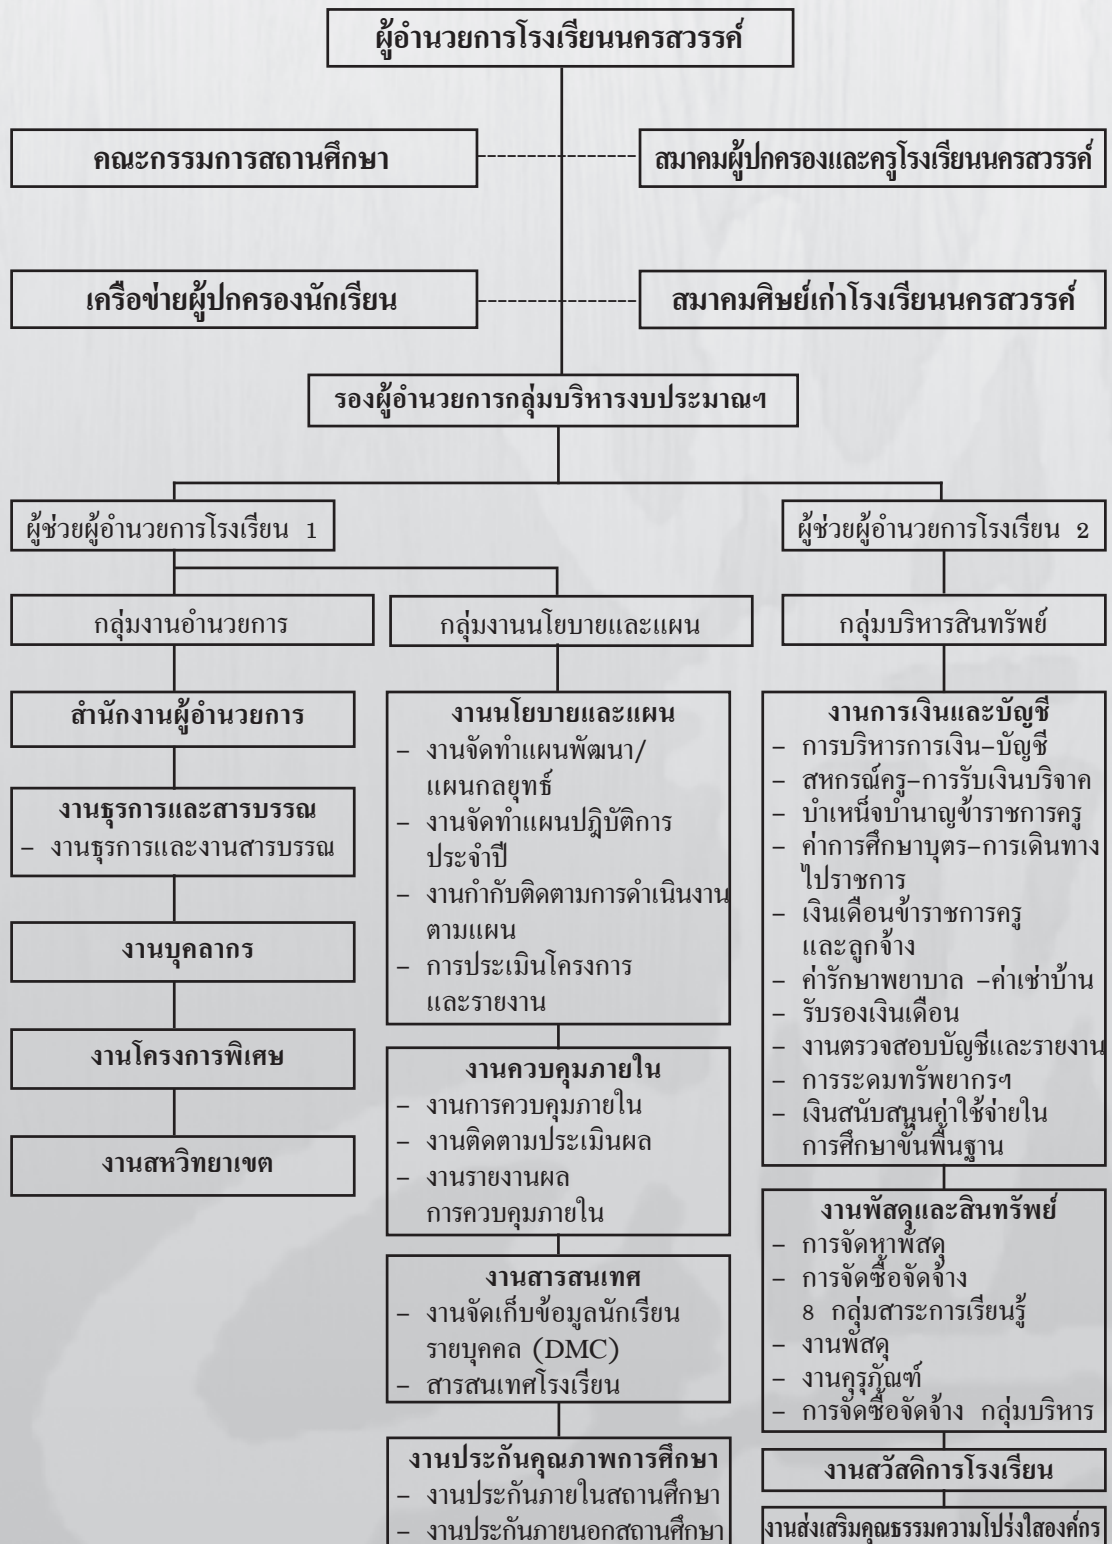 ผู้อำนวยการโรงเรียนนครสวรรค์
คณะกรรมการสถานศึกษา
สมาคมผู้ปกครองและครูโรงเรียนนครสวรรค์
เครือข่ายผู้ปกครองนักเรียน
สมาคมศิษย์เก่าโรงเรียนนครสวรรค์
รองผู้อำนวยการกลุ่มบริหารงบประมาณฯ
ผู้ช่วยผู้อำนวยการโรงเรียน 1
ผู้ช่วยผู้อำนวยการโรงเรียน 2
กลุ่มงานอำนวยการ
กลุ่มงานนโยบายและแผน
กลุ่มบริหารสินทรัพย์
สำนักงานผู้อำนวยการ
งานธุรการและสารบรรณ
- งานธุรการและงานสารบรรณ
งานบุคลากร
งานโครงการพิเศษ
งานสหวิทยาเขต
งานนโยบายและแผน
- งานจัดทำแผนพัฒนา/
แผนกลยุทธ์
- งานจัดทำแผนปฏิบัติการ
ประจำปี
- งานกำกับติดตามการดำเนินงาน
ตามแผน
- การประเมินโครงการ
และรายงาน
งานควบคุมภายใน
- งานการควบคุมภายใน
- งานติดตามประเมินผล
- งานรายงานผล
การควบคุมภายใน
งานสารสนเทศ
- งานจัดเก็บข้อมูลนักเรียน
รายบุคคล (DMC)
- สารสนเทศโรงเรียน
งานประกันคุณภาพการศึกษา
- งานประกันภายในสถานศึกษา
- งานประกันภายนอกสถานศึกษา
งานการเงินและบัญชี
- การบริหารการเงิน-บัญชี
- สหกรณ์ครู-การรับเงินบริจาค
- บำเหน็จบำนาญข้าราชการครู
- ค่าการศึกษาบุตร-การเดินทาง
ไปราชการ
- เงินเดือนข้าราชการครู
และลูกจ้าง
- ค่ารักษาพยาบาล -ค่าเช่าบ้าน
- รับรองเงินเดือน
- งานตรวจสอบบัญชีและรายงาน
- การระดมทรัพยากรฯ
- เงินสนับสนุนค่าใช้จ่ายใน
การศึกษาขั้นพื้นฐาน
งานพัสดุและสินทรัพย์
- การจัดหาพัสดุ
- การจัดซื้อจัดจ้าง
8 กลุ่มสาระการเรียนรู้
- งานพัสดุ
- งานครุภัณฑ์
- การจัดซื้อจัดจ้าง กลุ่มบริหาร
งานสวัสดิการโรงเรียน
งานส่งเสริมคุณธรรมความโปร่งใสองค์กร